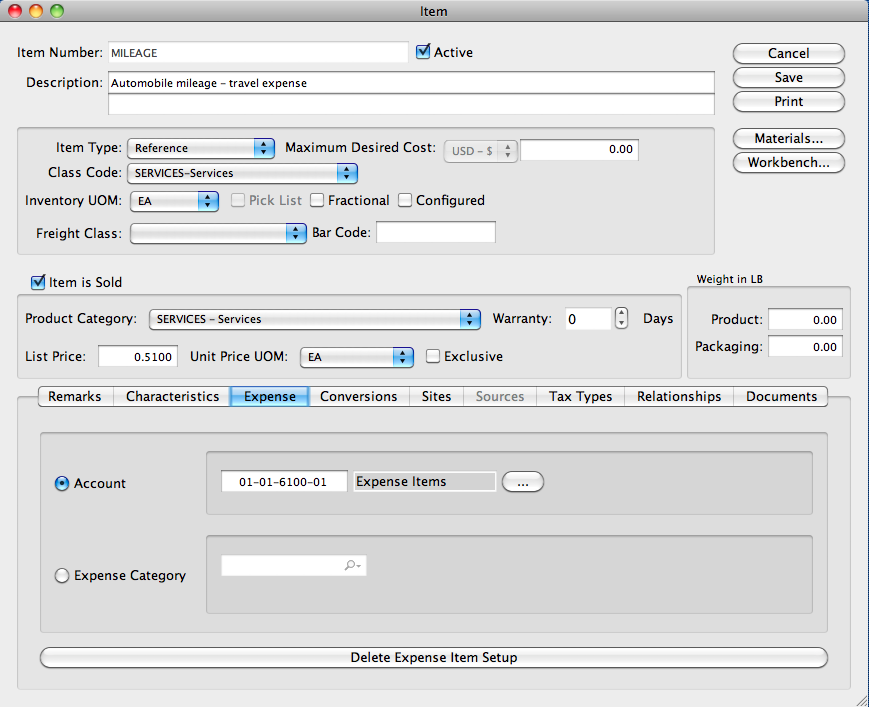 Item
Item Number: MILEAGE Active
Cancel
Description: Automobile mileage – travel expense
Save
Print
Item Type: Reference Maximum Desired Cost: USD – $ 0.00
Materials...
Class Code: SERVICES–Services
Workbench...
Inventory UOM: EA Pick List Fractional Configured
Freight Class: Bar Code:
Item is Sold
Weight in LB
Product Category: SERVICES – Services Warranty: 0 Days
Product: 0.00
List Price: 0.5100 Unit Price UOM: EA Exclusive
Packaging: 0.00
Remarks Characteristics Expense Conversions Sites Sources Tax Types Relationships Documents
Account 01–01–6100–01 Expense Items ...
Expense Category
Delete Expense Item Setup